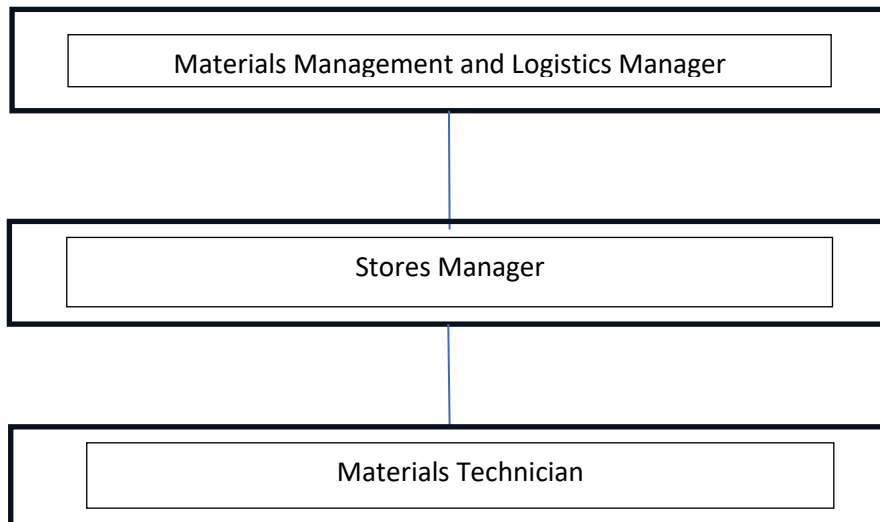 Materials Management and Logistics Manager
Stores Manager
Materials Technician